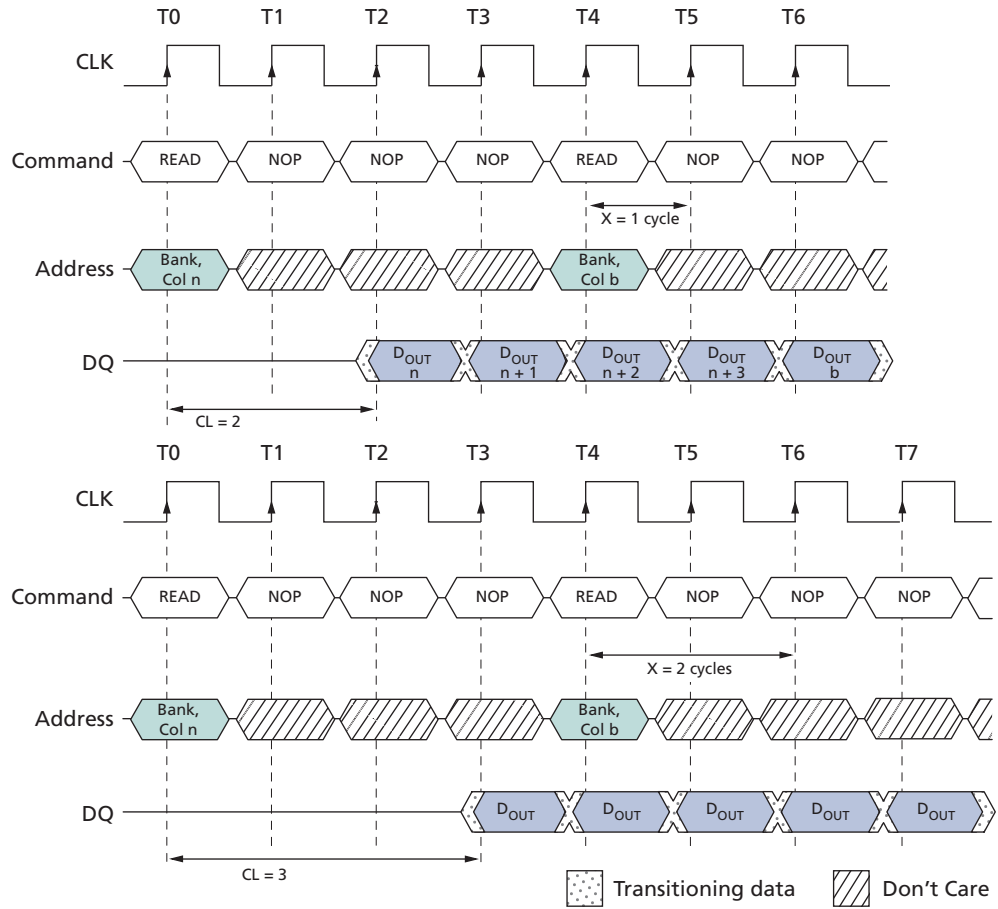 T0 T1 T2 T3 T4 T5 T6
CLK
Command READ NOP NOP NOP READ NOP NOP
X = 1 cycle
Address Bank, Col n Bank, Col b
DQ DOUT n DOUT n + 1 DOUT n + 2 DOUT n + 3 DOUT b
CL = 2
T0 T1 T2 T3 T4 T5 T6 T7
CLK
Command READ NOP NOP NOP READ NOP NOP NOP
X = 2 cycles
Address Bank, Col n Bank, Col b
DQ DOUT DOUT DOUT DOUT DOUT
CL = 3
Transitioning data Don't Care